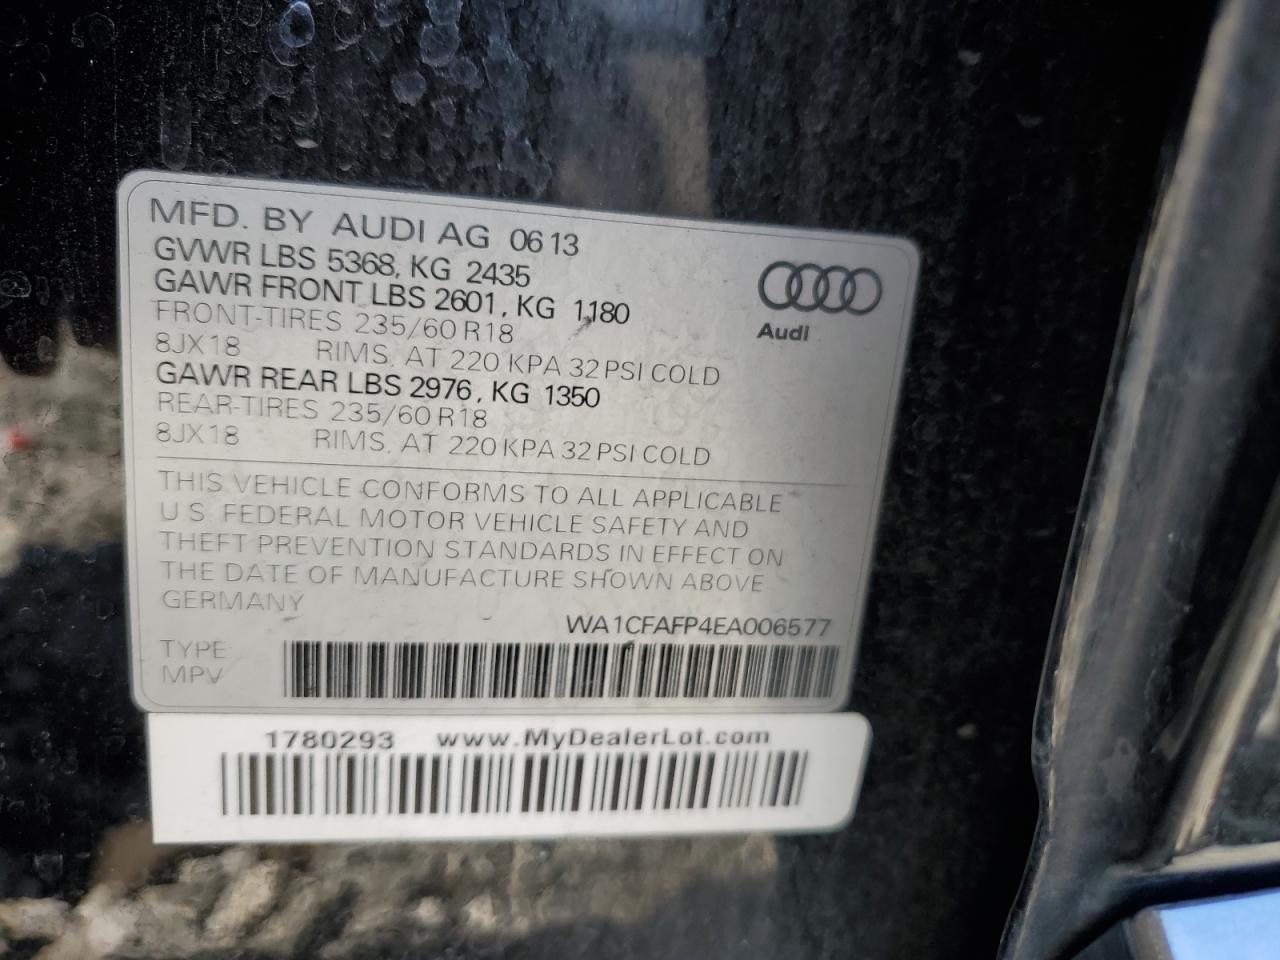 MFD. BY AUDI AG 0613
GVWR LBS 5368, KG 2435
GAWR FRONT LBS 2601, KG 1180
FRONT-TIRES 235/60 R18
8JX18 RIMS, AT 220 KPA 32 PSI COLD
GAWR REAR LBS 2976, KG 1350
REAR-TIRES 235/60 R18
8JX18 RIMS, AT 220 KPA 32 PSI COLD
Audi
THIS VEHICLE CONFORMS TO ALL APPLICABLE
U.S. FEDERAL MOTOR VEHICLE SAFETY AND
THEFT PREVENTION STANDARDS IN EFFECT ON
THE DATE OF MANUFACTURE SHOWN ABOVE
GERMANY
WA1CFAFP4EA006577
TYPE:
MPV
1780293 www.MyDealerLot.com